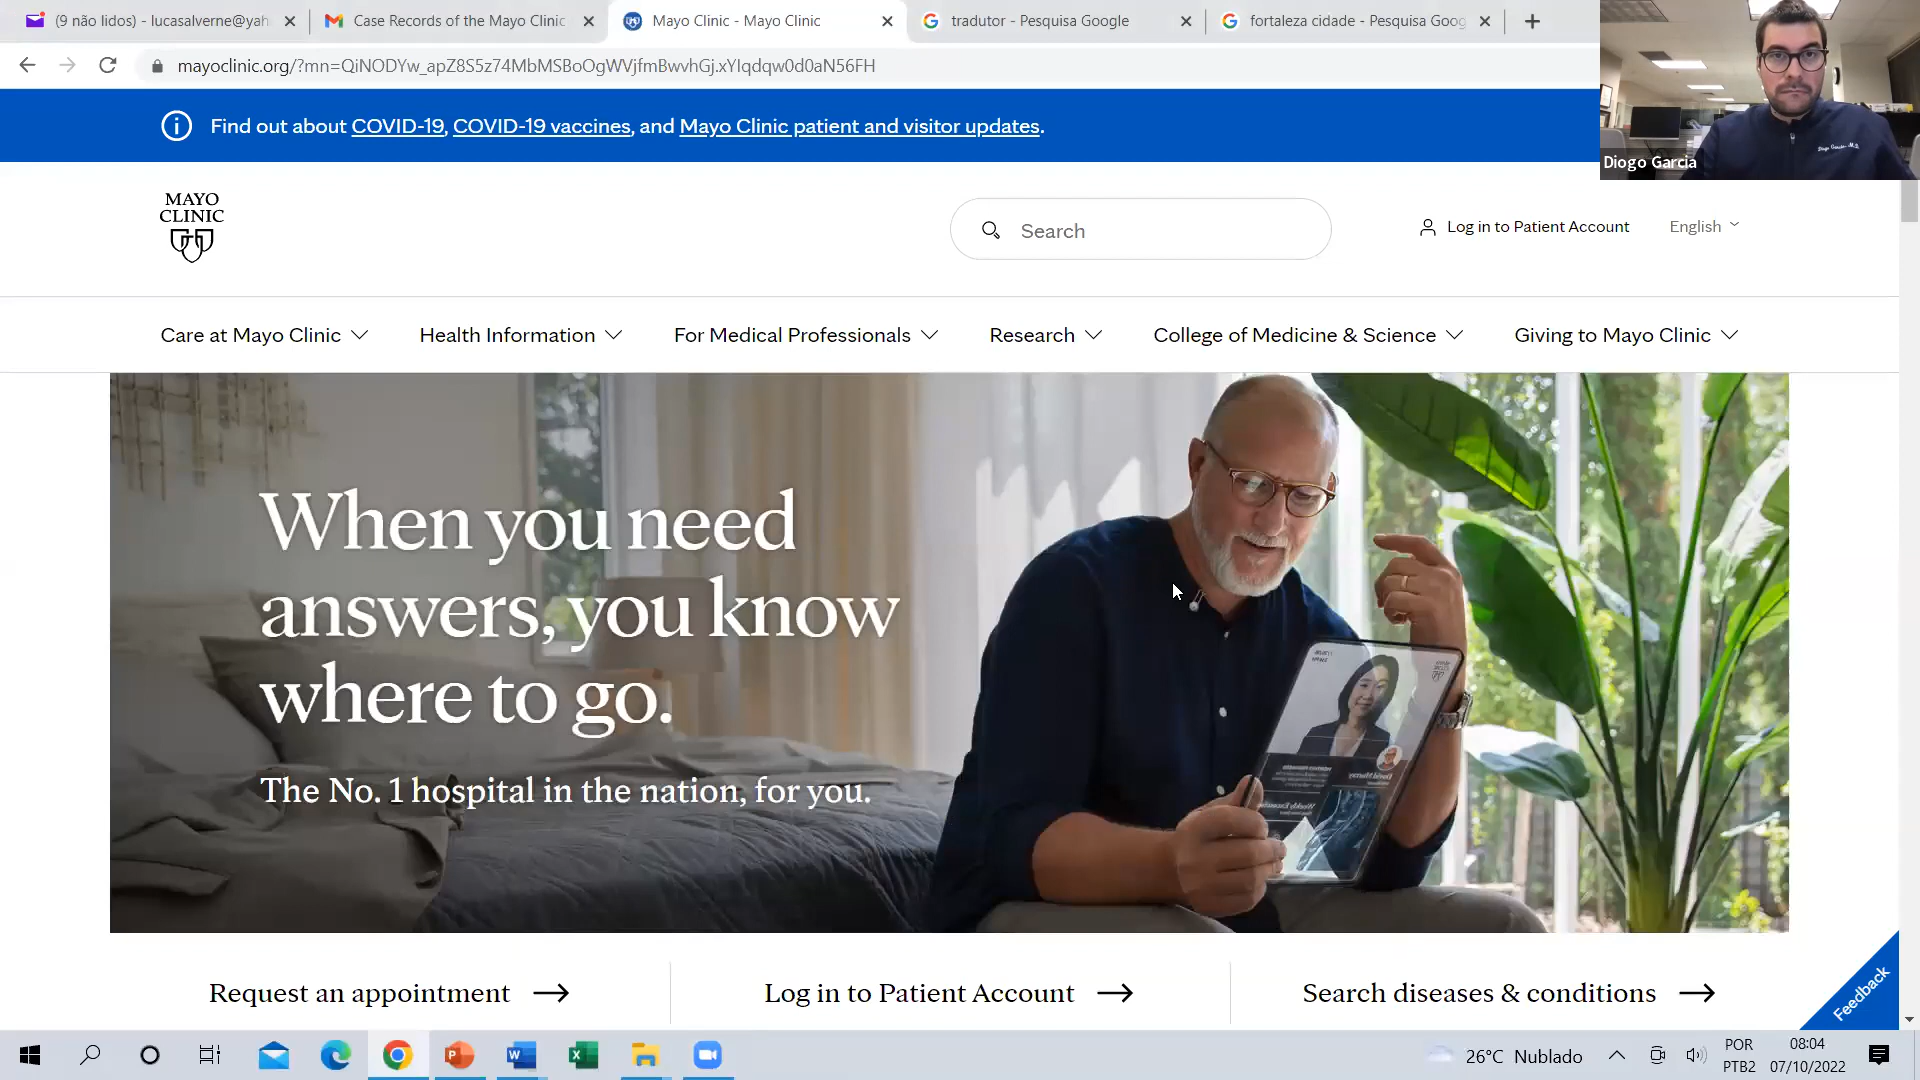 (9 não lidos) - lucasalverne@yah
Case Records of the Mayo Clinic
Mayo Clinic - Mayo Clinic
tradutor - Pesquisa Google
fortaleza cidade - Pesquisa Goog
mayoclinic.org/?mn=QiNODYw_apZ8S5z74MbMSBoOgWVjfmBwvhGj.xYIqdqw0d0aN56FH
Diogo Garcia
Find out about COVID-19, COVID-19 vaccines, and Mayo Clinic patient and visitor updates.
MAYO
CLINIC
Search
Log in to Patient Account
English
Care at Mayo Clinic
Health Information
For Medical Professionals
Research
College of Medicine & Science
Giving to Mayo Clinic
When you need
answers, you know
where to go.
The No. 1 hospital in the nation, for you.
Request an appointment
Log in to Patient Account
Search diseases & conditions
Feedback
26°C Nublado
POR
PTB2
08:04
07/10/2022